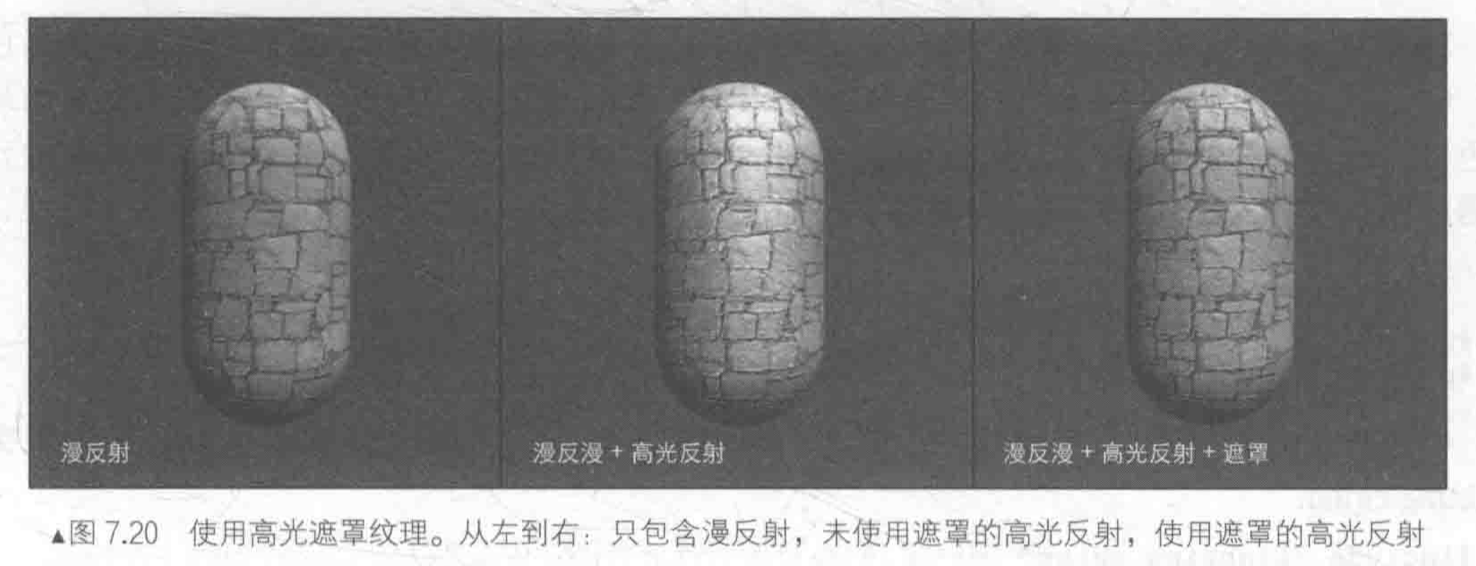 漫反射
漫反漫 + 高光反射
漫反漫 + 高光反射 + 遮罩
▲图 7.20 使用高光遮罩纹理。从左到右：只包含漫反射，未使用遮罩的高光反射，使用遮罩的高光反射